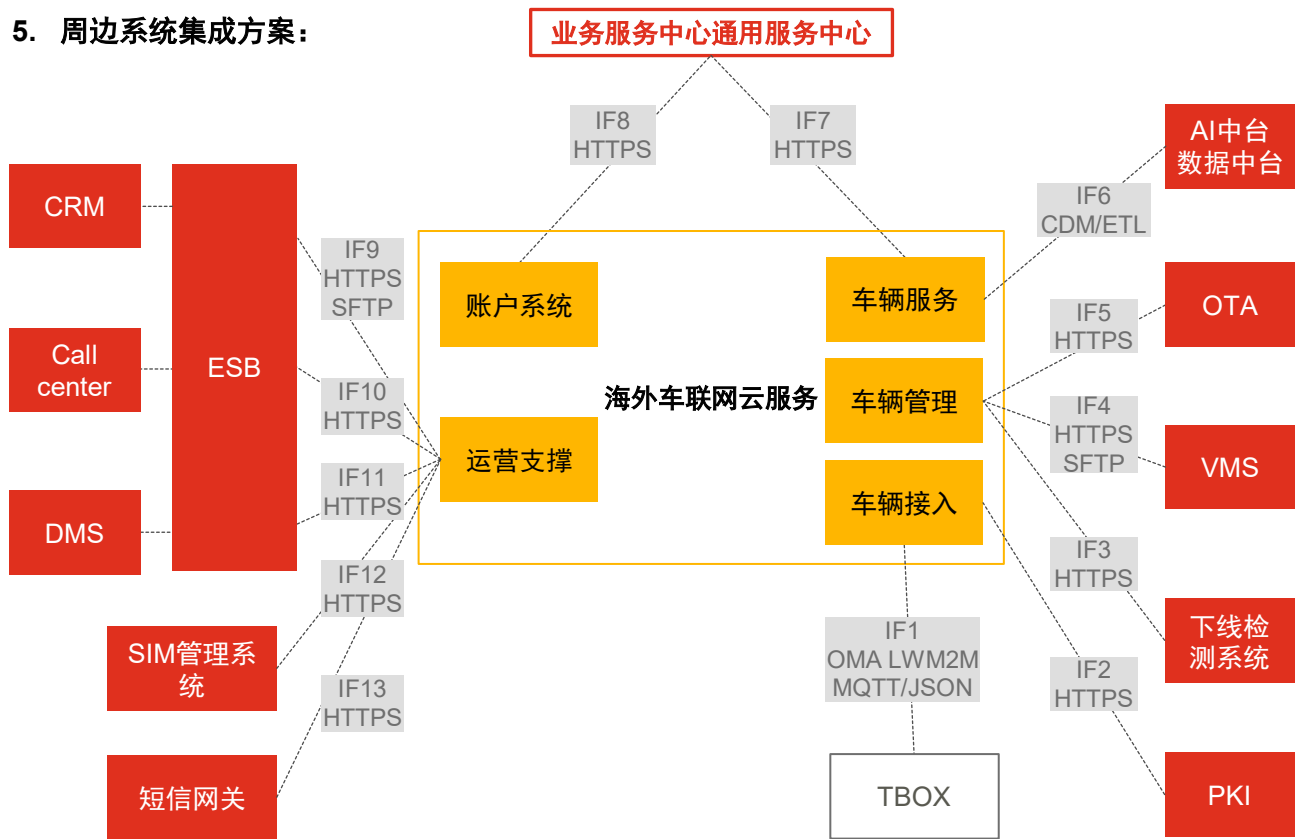 5. 周边系统集成方案：
业务服务中心通用服务中心
IF8
HTTPS
IF7
HTTPS
AI中台
数据中台
CRM
IF6
CDM/ETL
IF9
HTTPS
SFTP
账户系统
车辆服务
OTA
IF5
HTTPS
Call
center
ESB
海外车联网云服务
车辆管理
IF10
HTTPS
IF4
HTTPS
SFTP
运营支撑
VMS
IF11
HTTPS
车辆接入
DMS
IF3
HTTPS
IF12
HTTPS
SIM管理系
统
IF1
OMA LWM2M
MQTT/JSON
下线检
测系统
IF2
HTTPS
IF13
HTTPS
短信网关
TBOX
PKI